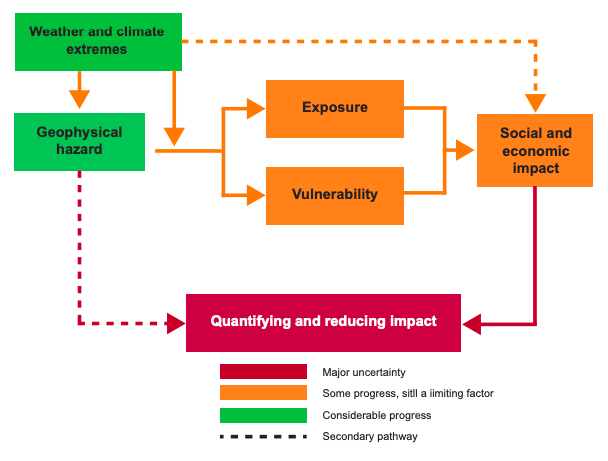 Weather and climate
extremes
Geophysical
hazard
Exposure
Vulnerability
Social and
economic
impact
Quantifying and reducing impact
Major uncertainty
Some progress, sitll a iimiting factor
Considerable progress
Secondary pathway